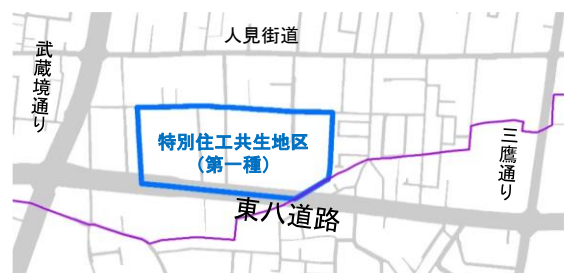 人見街道
武蔵境通り
特別住工共生地区
（第一種）
三鷹通り
東八道路